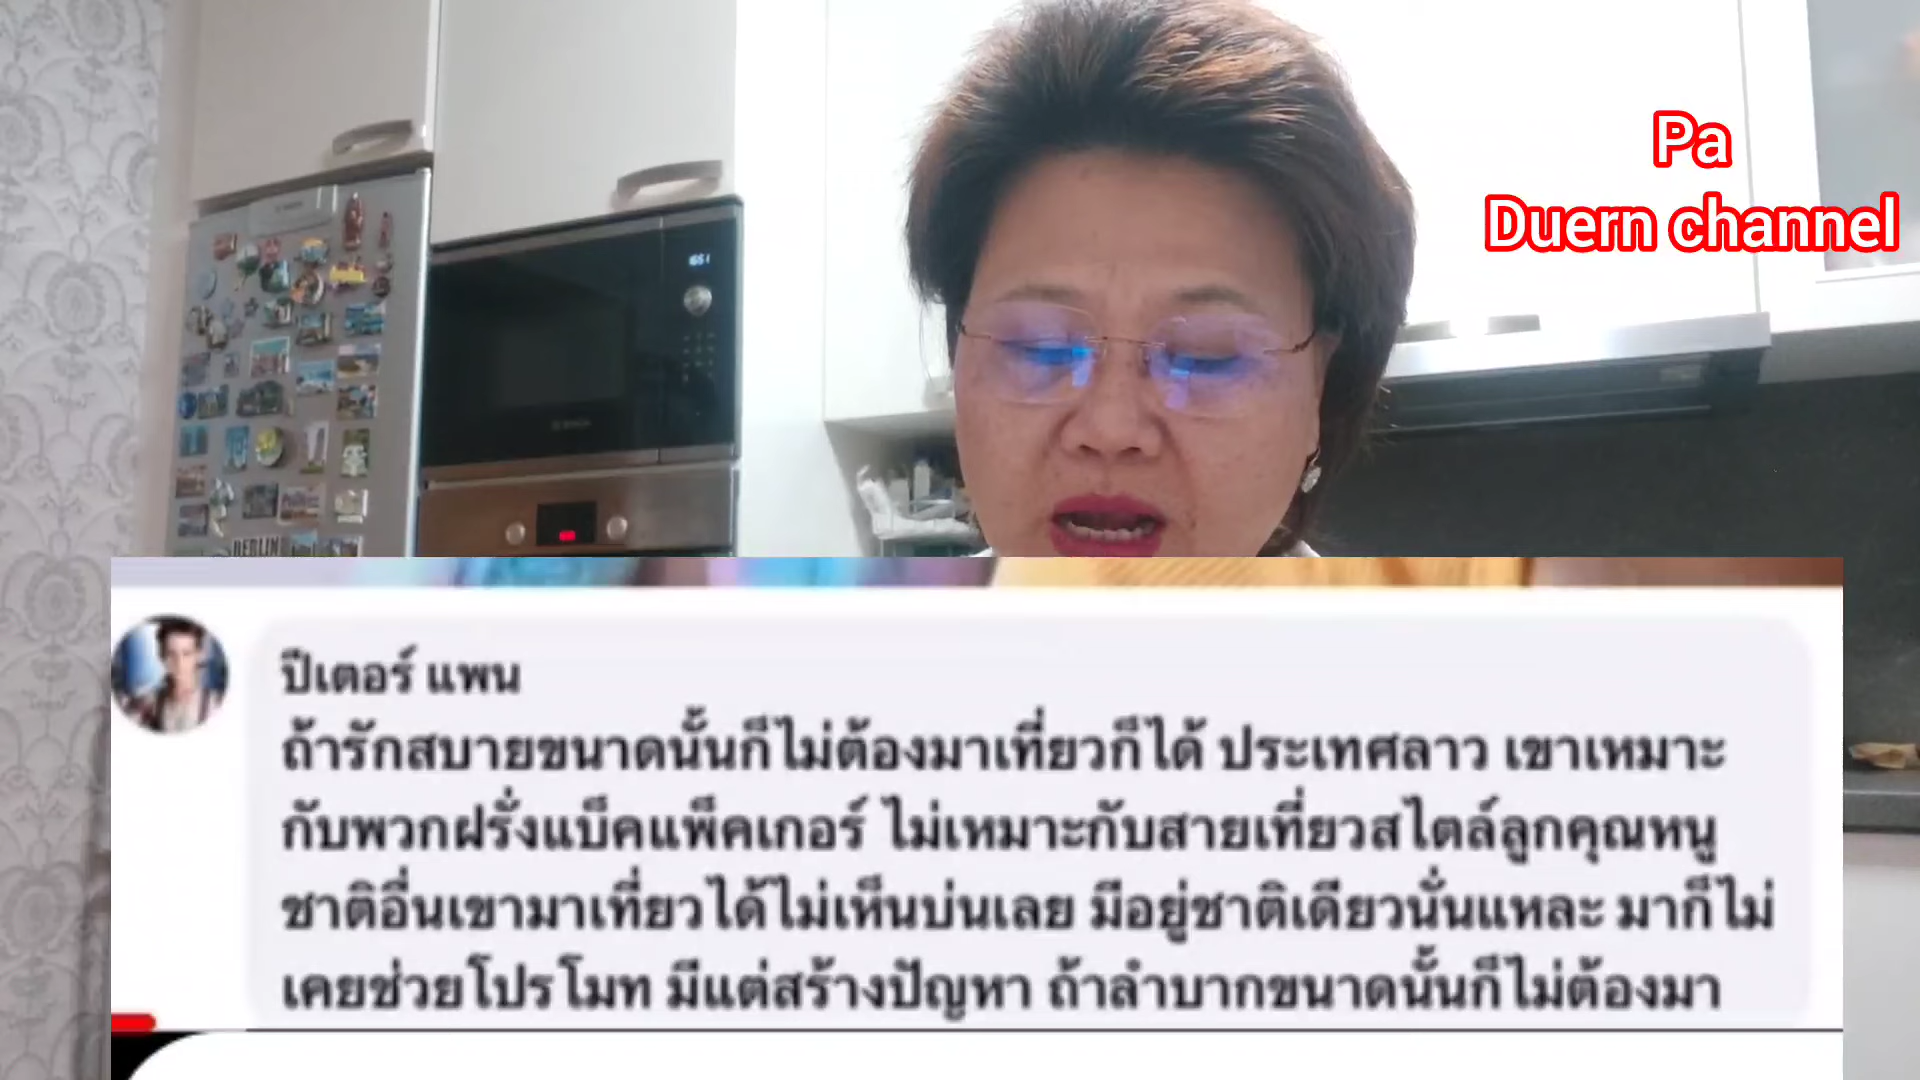 Pa
Duern channel
1651
BERLIN
ปีเตอร์ แพน
ถ้ารักสบายขนาดนั้นก็ไม่ต้องมาเที่ยวก็ได้ ประเทศลาว เขาเหมาะ
กับพวกฝรั่งแบ็คแพ็คเกอร์ ไม่เหมาะกับสายเที่ยวสไตล์ลูกคุณหนู
ชาติอื่นเขามาเที่ยวได้ไม่เห็นบ่นเลย มีอยู่ชาติเดียวนั่นแหละ มาก็ไม่
เคยช่วยโปรโมท มีแต่สร้างปัญหา ถ้าลำบากขนาดนั้นก็ไม่ต้องมา